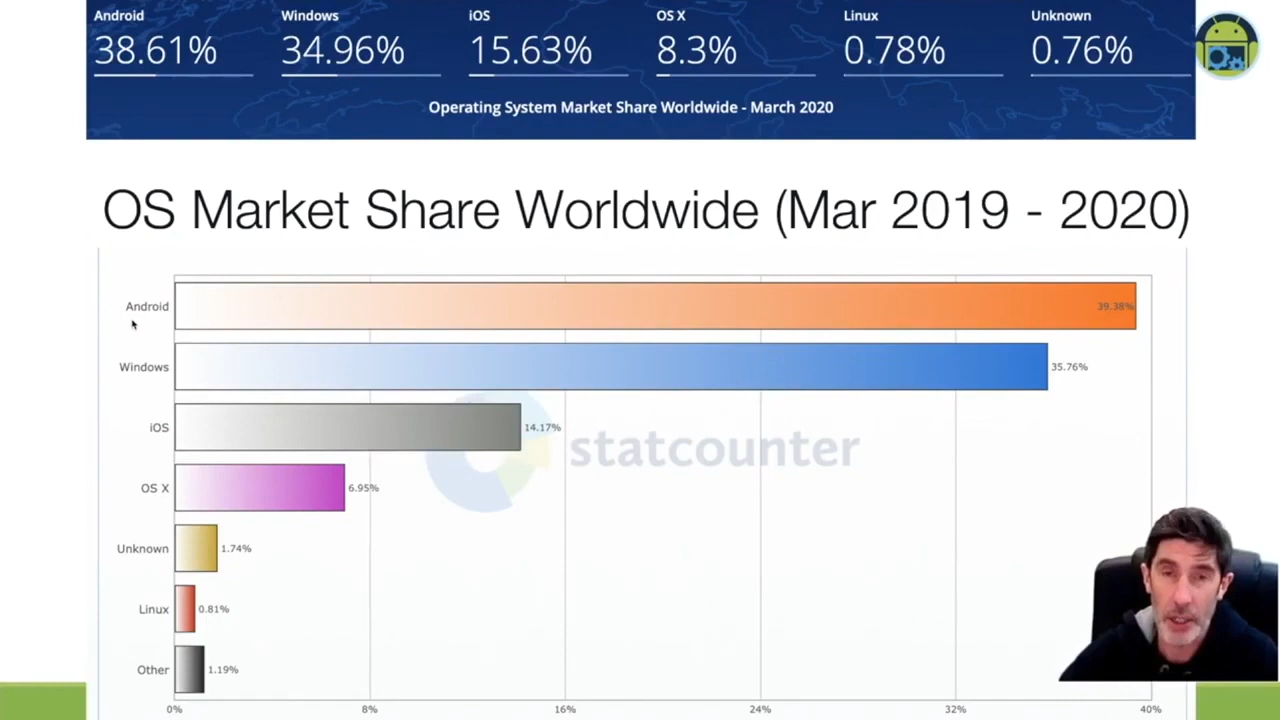 Android Windows iOS OS X Linux Unknown
38.61% 34.96% 15.63% 8.3% 0.78% 0.76%
Operating System Market Share Worldwide - March 2020
OS Market Share Worldwide (Mar 2019 - 2020)
Android 39.38%
Windows 35.76%
iOS 14.17%
statcounter
OS X 6.95%
Unknown 1.74%
Linux 0.81%
Other 1.19%
0% 8% 16% 24% 32% 40%